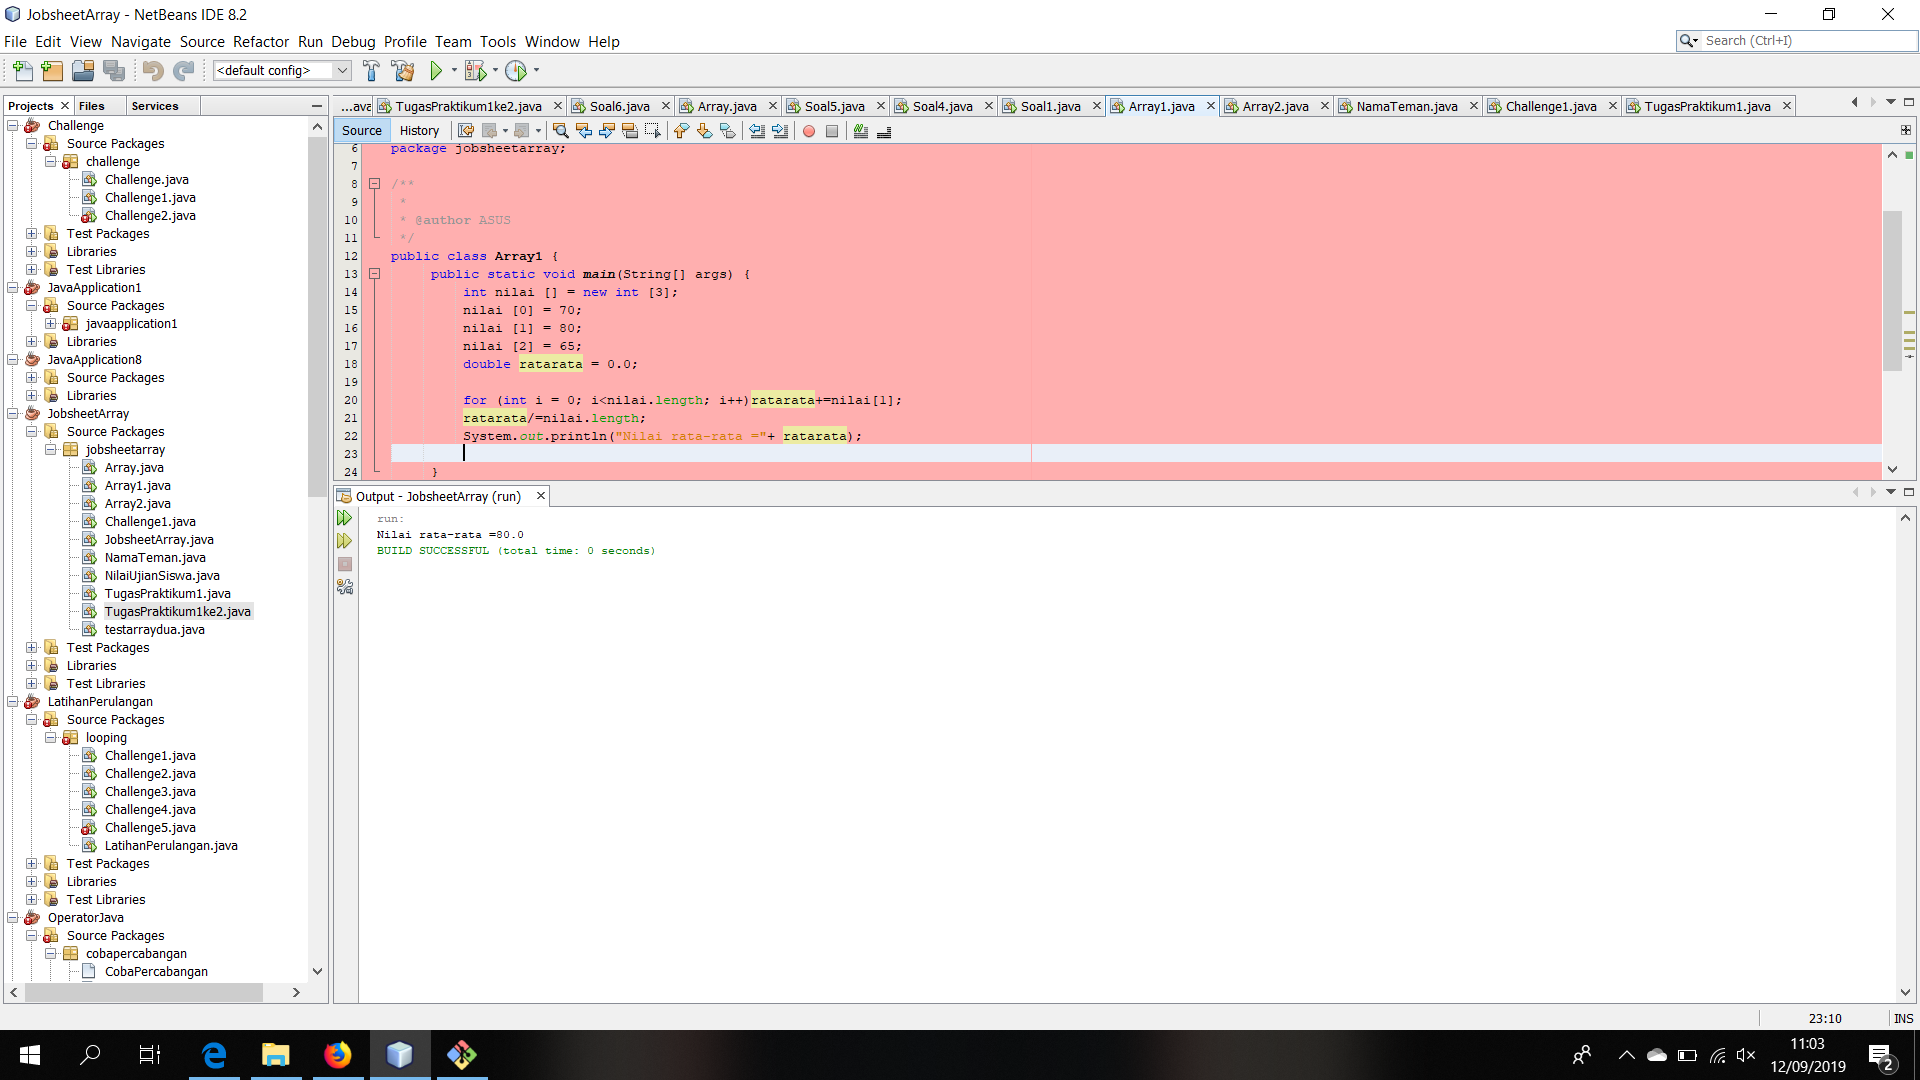 JobsheetArray - NetBeans IDE 8.2
File Edit View Navigate Source Refactor Run Debug Profile Team Tools Window Help
Search (Ctrl+I)
<default config>
Projects Files Services
...ava TugasPraktikum1ke2.java Soal6.java Array.java Soal5.java Soal4.java Soal1.java Array1.java Array2.java NamaTeman.java Challenge1.java TugasPraktikum1.java
Source History
Challenge
Source Packages
challenge
Challenge.java
Challenge1.java
Challenge2.java
Test Packages
Libraries
Test Libraries
JavaApplication1
Source Packages
javaapplication1
Libraries
JavaApplication8
Source Packages
Libraries
JobsheetArray
Source Packages
jobsheetarray
Array.java
Array1.java
Array2.java
Challenge1.java
JobsheetArray.java
NamaTeman.java
NilaiUjianSiswa.java
TugasPraktikum1.java
TugasPraktikum1ke2.java
testarraydua.java
Test Packages
Libraries
Test Libraries
LatihanPerulangan
Source Packages
looping
Challenge1.java
Challenge2.java
Challenge3.java
Challenge4.java
Challenge5.java
LatihanPerulangan.java
Test Packages
Libraries
Test Libraries
OperatorJava
Source Packages
cobapercabangan
CobaPercabangan
6 package jobsheetarray;
7
8 /**
9 *
10 * @author ASUS
11 */
12 public class Array1 {
13 public static void main(String[] args) {
14 int nilai [] = new int [3];
15 nilai [0] = 70;
16 nilai [1] = 80;
17 nilai [2] = 65;
18 double ratarata = 0.0;
19
20 for (int i = 0; i<nilai.length; i++)ratarata+=nilai[1];
21 ratarata/=nilai.length;
22 System.out.println("Nilai rata-rata ="+ ratarata);
23
24 }
Output - JobsheetArray (run)
run:
Nilai rata-rata =80.0
BUILD SUCCESSFUL (total time: 0 seconds)
23:10 INS
11:03
12/09/2019
2